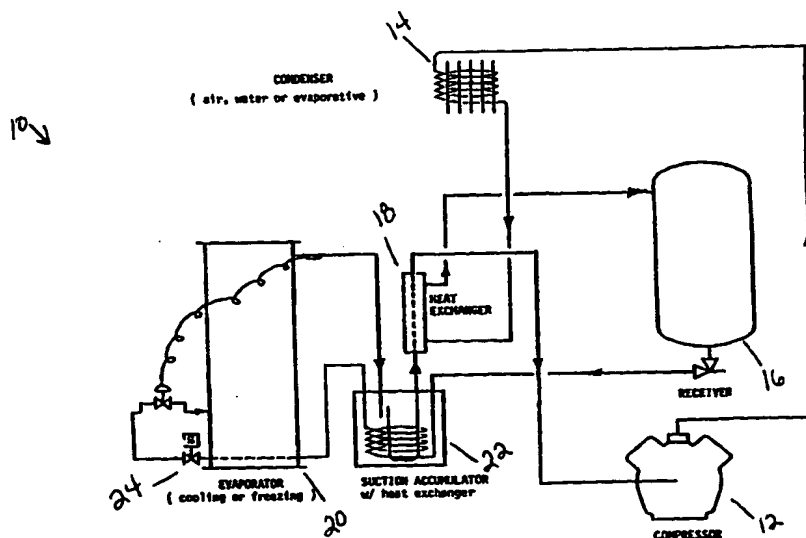 14
CONDENSER
( air, water or evaporative )
10
18
HEAT
EXCHANGER
RECEIVER
16
24
EVAPORATOR
( cooling or freezing )
20
SUCTION ACCUMULATOR
w/ heat exchanger
22
12
COMPRESSOR